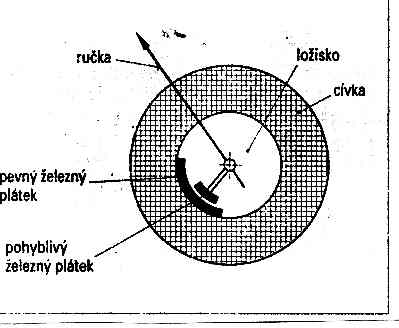 ručka
ložisko
cívka
pevný železný
plátek
pohyblivý
železný plátek